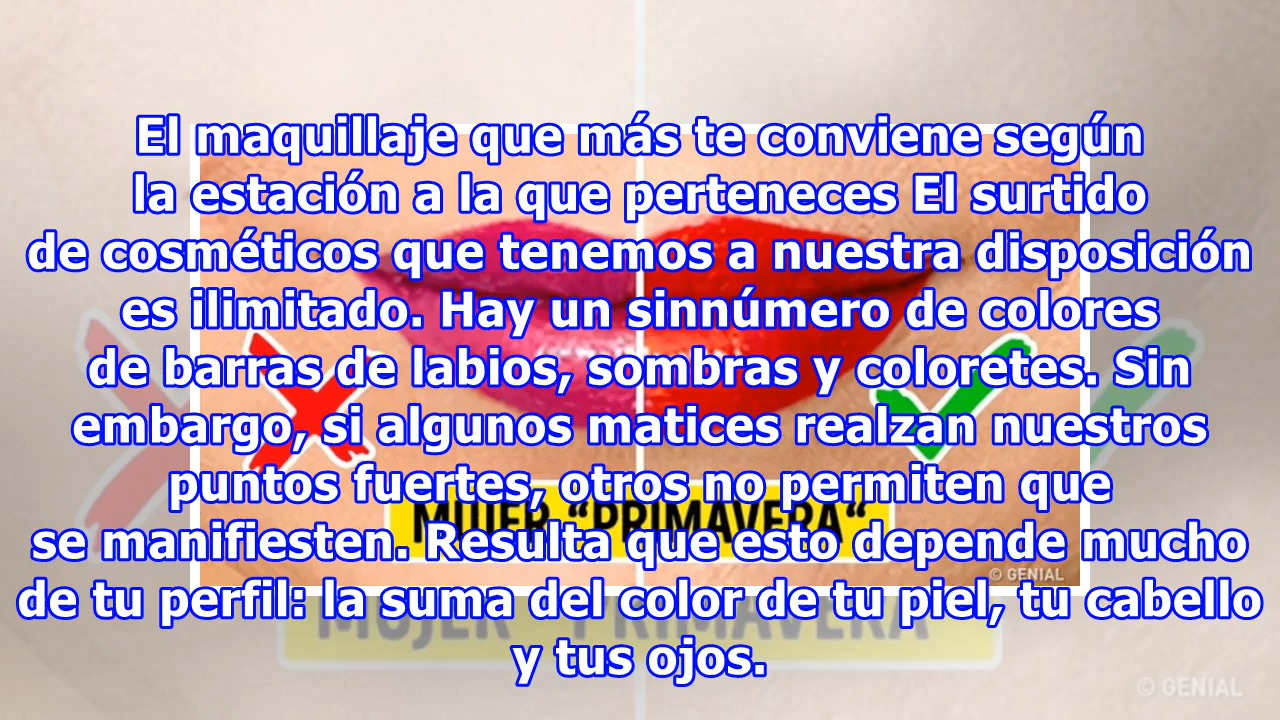 El maquillaje que más te conviene según
la estación a la que perteneces El surtido
de cosméticos que tenemos a nuestra disposición
es ilimitado. Hay un sinnúmero de colores
de barras de labios, sombras y coloretes. Sin
embargo, si algunos matices realzan nuestros
puntos fuertes, otros no permiten que
se manifiesten. Resulta que esto depende mucho
de tu perfil: la suma del color de tu piel, tu cabello
y tus ojos.
MUJER “PRIMAVERA“
© GENIAL
MUJER “PRIMAVERA“
© GENIAL